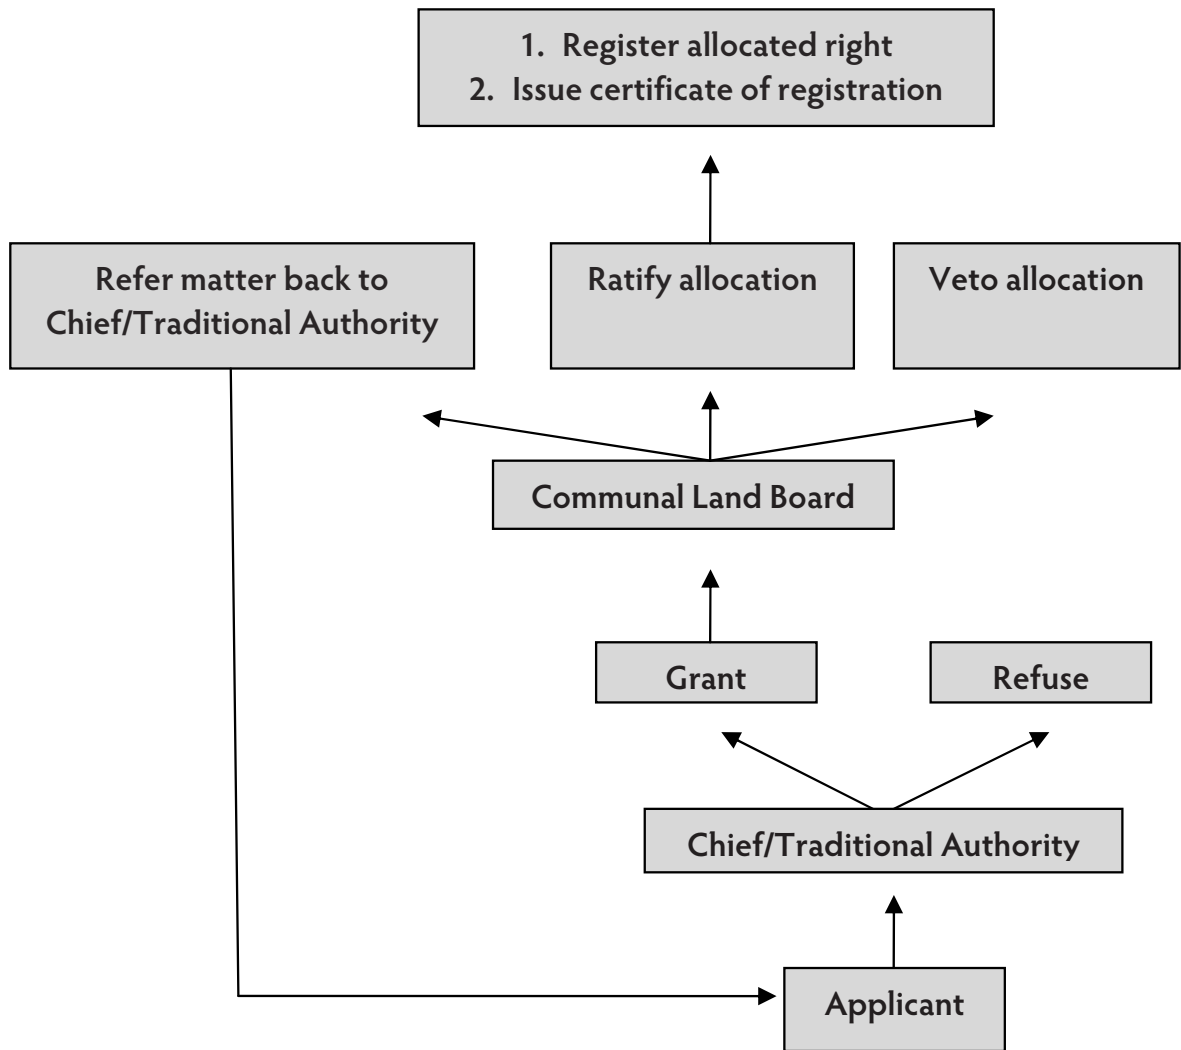 1. Register allocated right
2. Issue certificate of registration
Refer matter back to
Chief/Traditional Authority
Ratify allocation
Veto allocation
Communal Land Board
Grant
Refuse
Chief/Traditional Authority
Applicant